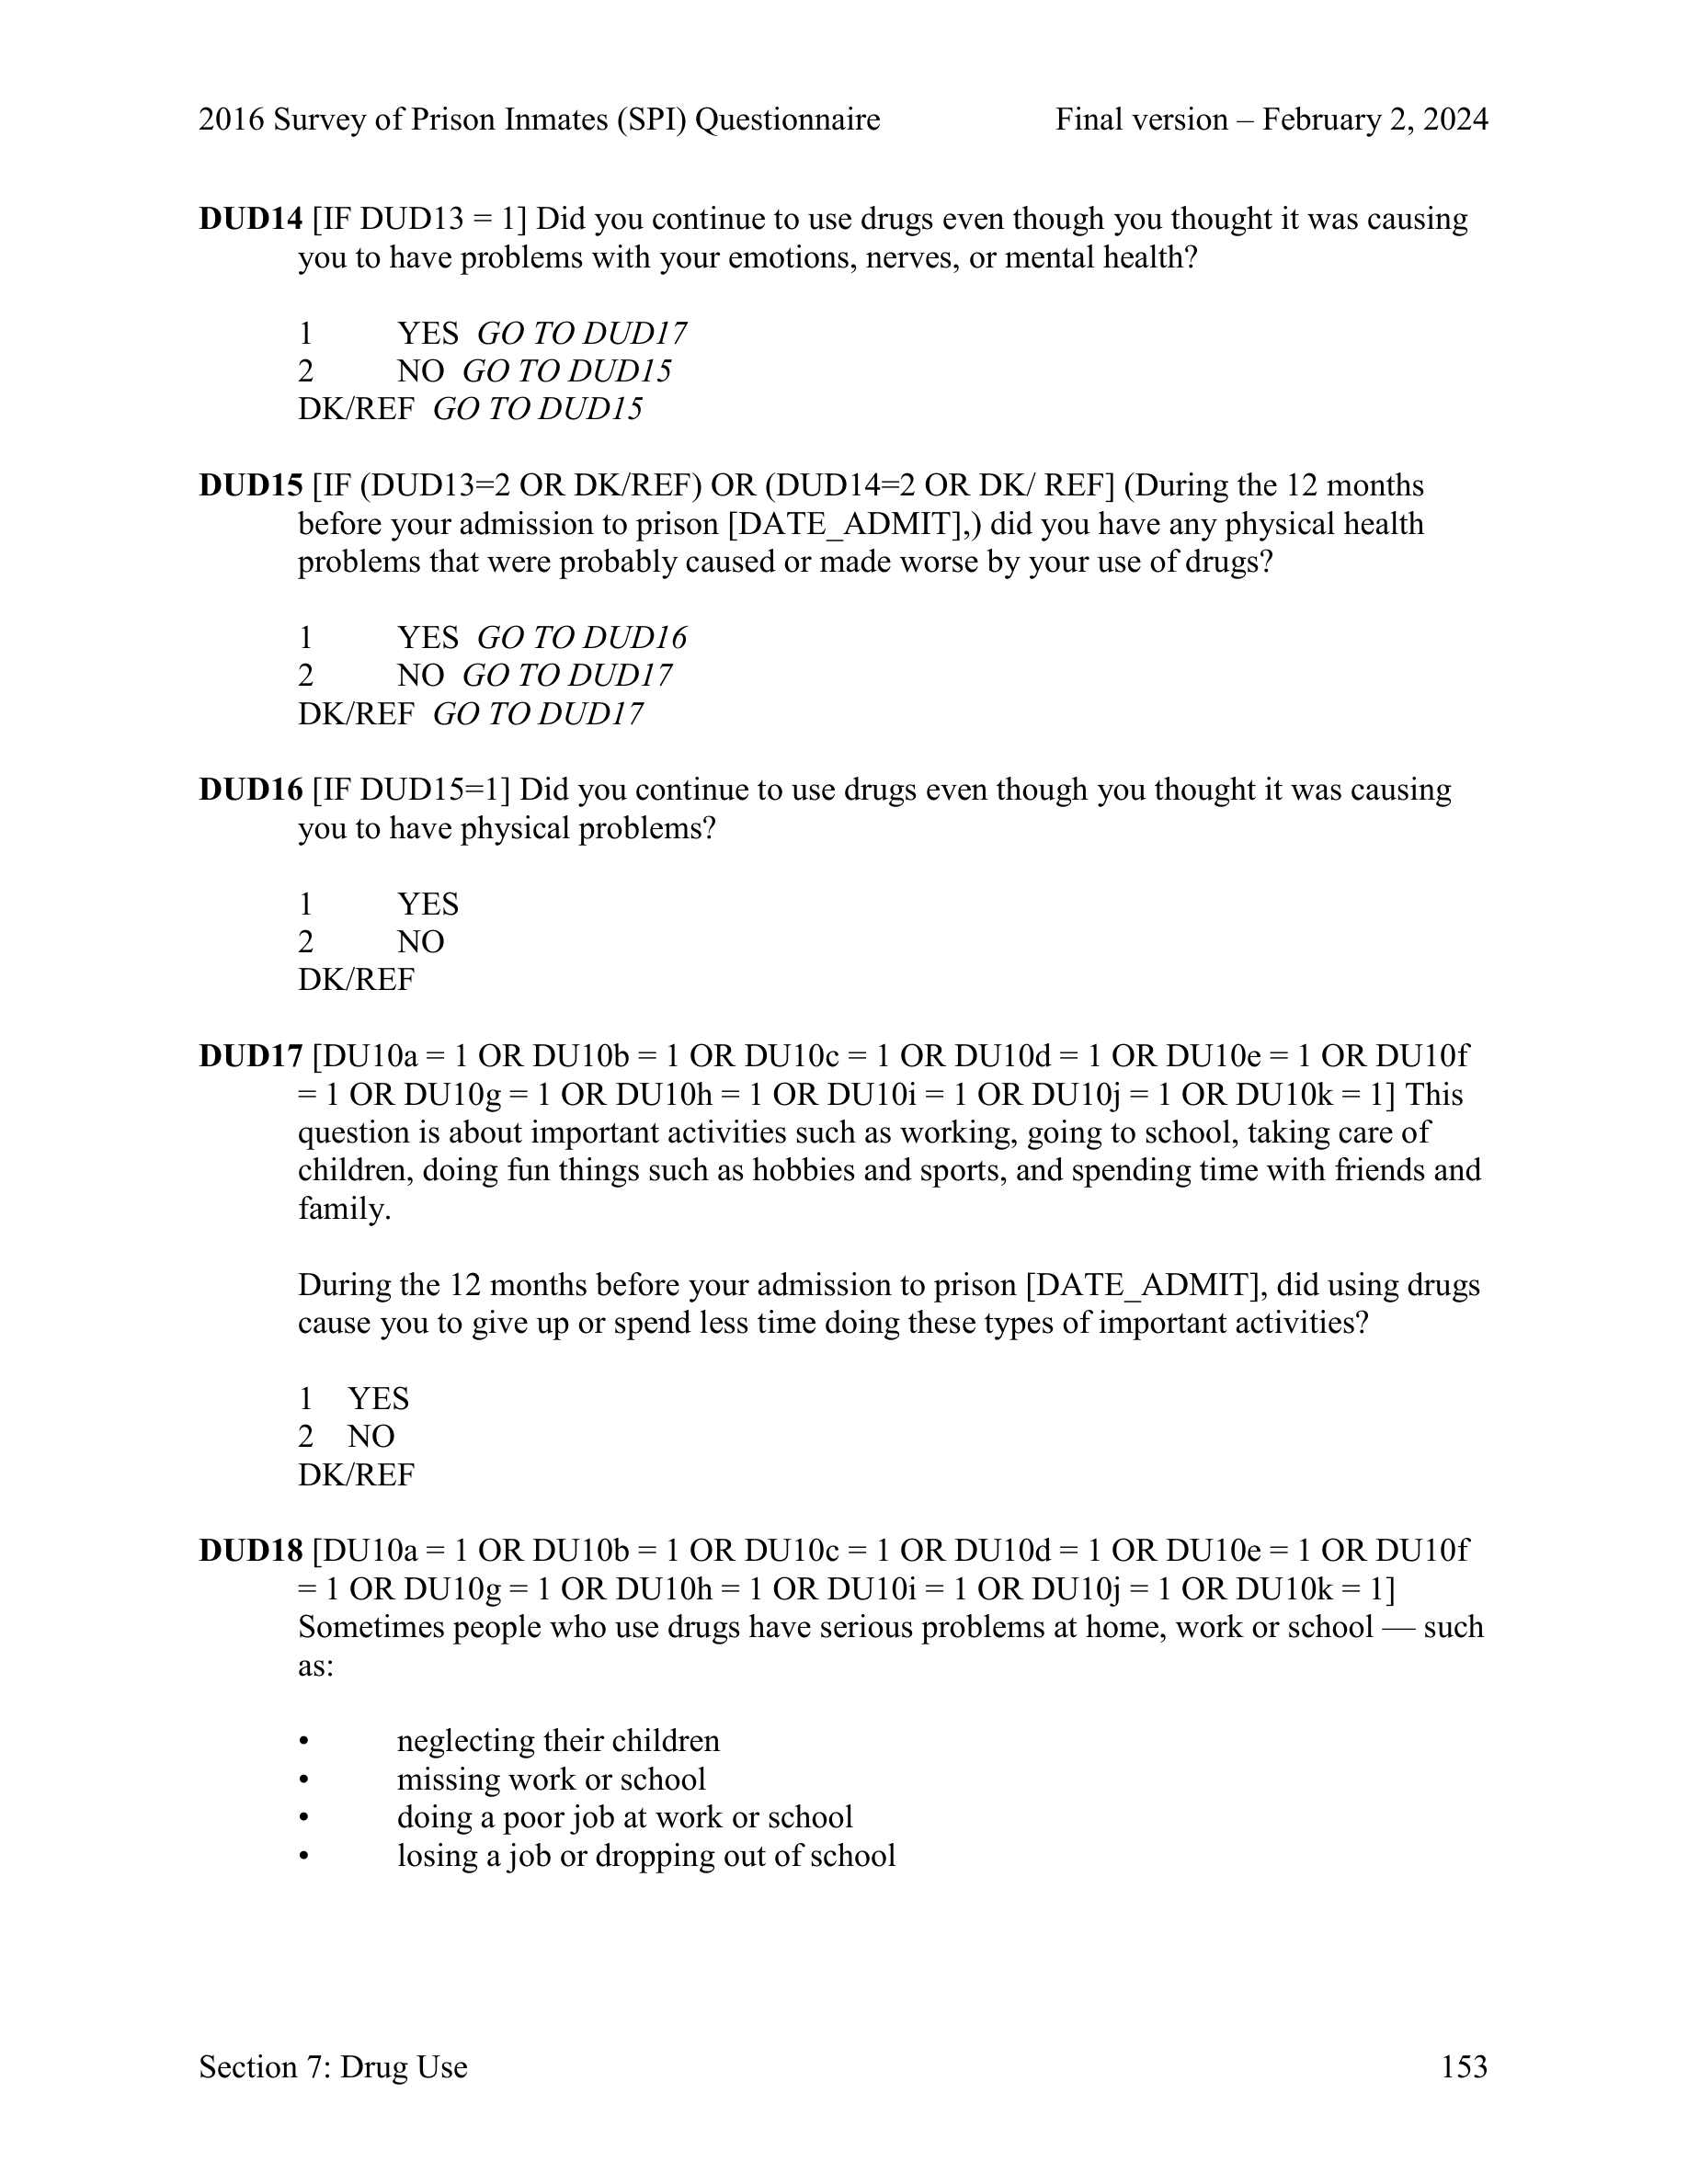 2016 Survey of Prison Inmates (SPI) Questionnaire Final version – February 2, 2024
DUD14 [IF DUD13 = 1] Did you continue to use drugs even though you thought it was causing
you to have problems with your emotions, nerves, or mental health?
1 YES GO TO DUD17
2 NO GO TO DUD15
DK/REF GO TO DUD15
DUD15 [IF (DUD13=2 OR DK/REF) OR (DUD14=2 OR DK/ REF] (During the 12 months
before your admission to prison [DATE_ADMIT],) did you have any physical health
problems that were probably caused or made worse by your use of drugs?
1 YES GO TO DUD16
2 NO GO TO DUD17
DK/REF GO TO DUD17
DUD16 [IF DUD15=1] Did you continue to use drugs even though you thought it was causing
you to have physical problems?
1 YES
2 NO
DK/REF
DUD17 [DU10a = 1 OR DU10b = 1 OR DU10c = 1 OR DU10d = 1 OR DU10e = 1 OR DU10f
= 1 OR DU10g = 1 OR DU10h = 1 OR DU10i = 1 OR DU10j = 1 OR DU10k = 1] This
question is about important activities such as working, going to school, taking care of
children, doing fun things such as hobbies and sports, and spending time with friends and
family.
During the 12 months before your admission to prison [DATE_ADMIT], did using drugs
cause you to give up or spend less time doing these types of important activities?
1 YES
2 NO
DK/REF
DUD18 [DU10a = 1 OR DU10b = 1 OR DU10c = 1 OR DU10d = 1 OR DU10e = 1 OR DU10f
= 1 OR DU10g = 1 OR DU10h = 1 OR DU10i = 1 OR DU10j = 1 OR DU10k = 1]
Sometimes people who use drugs have serious problems at home, work or school — such
as:
• neglecting their children
• missing work or school
• doing a poor job at work or school
• losing a job or dropping out of school
Section 7: Drug Use 153